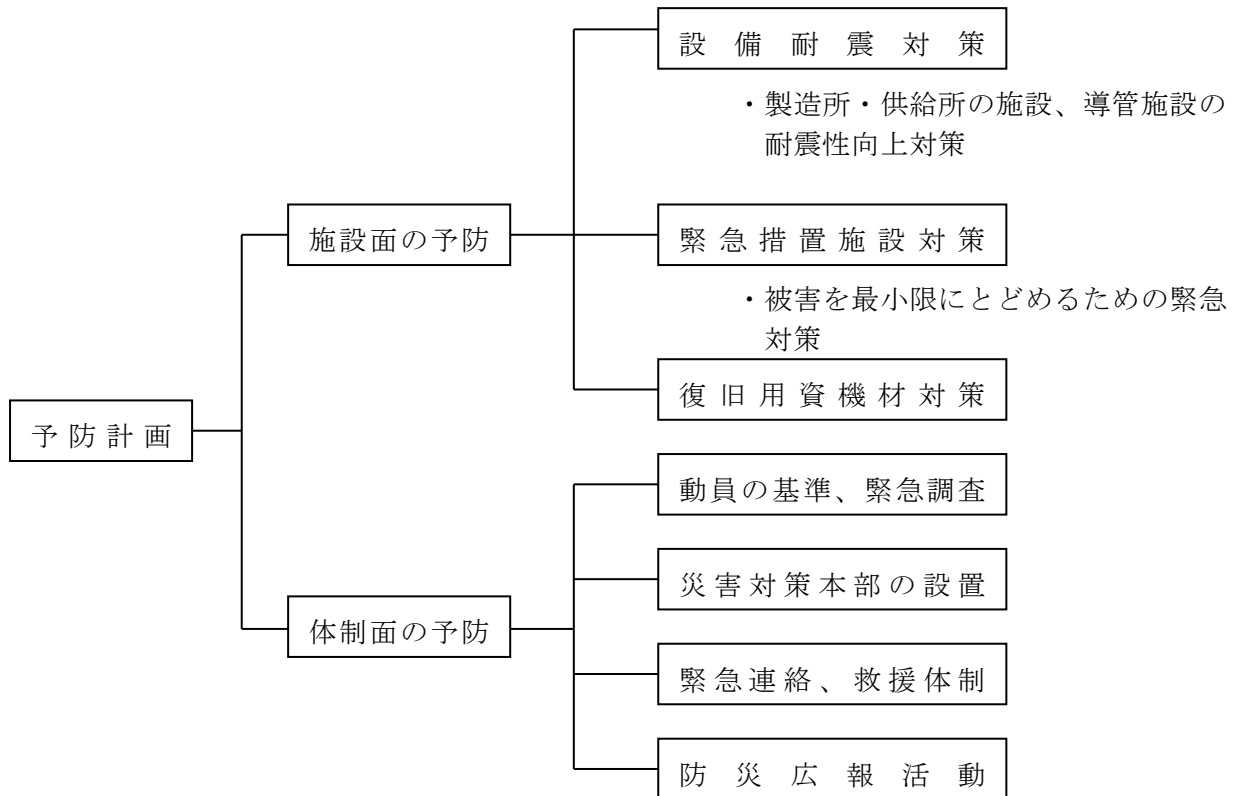 設備耐震対策
・製造所・供給所の施設、導管施設の
耐震性向上対策
施設面の予防
緊急措置施設対策
・被害を最小限にとどめるための緊急
対策
復旧用資機材対策
予防計画
動員の基準、緊急調査
災害対策本部の設置
体制面の予防
緊急連絡、救援体制
防災広報活動